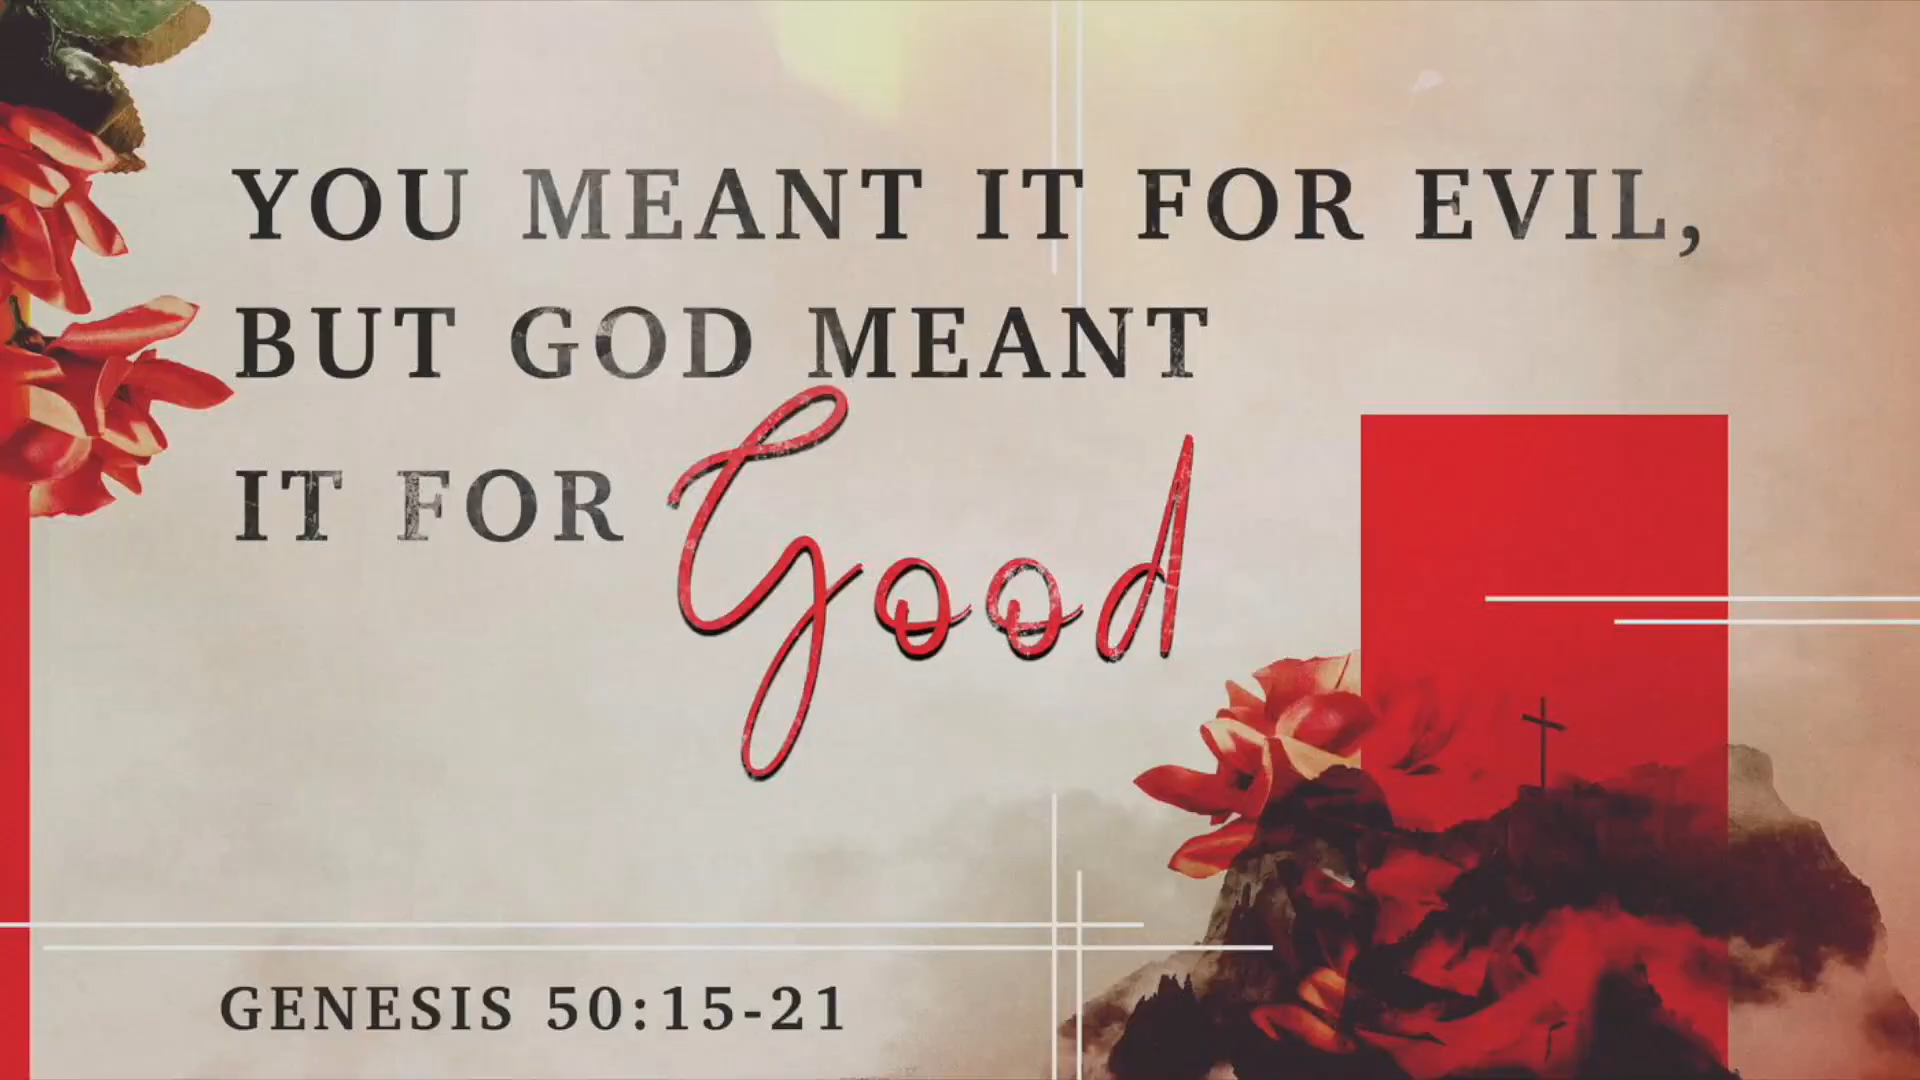 YOU MEANT IT FOR EVIL,
BUT GOD MEANT
IT FOR Good
GENESIS 50:15-21